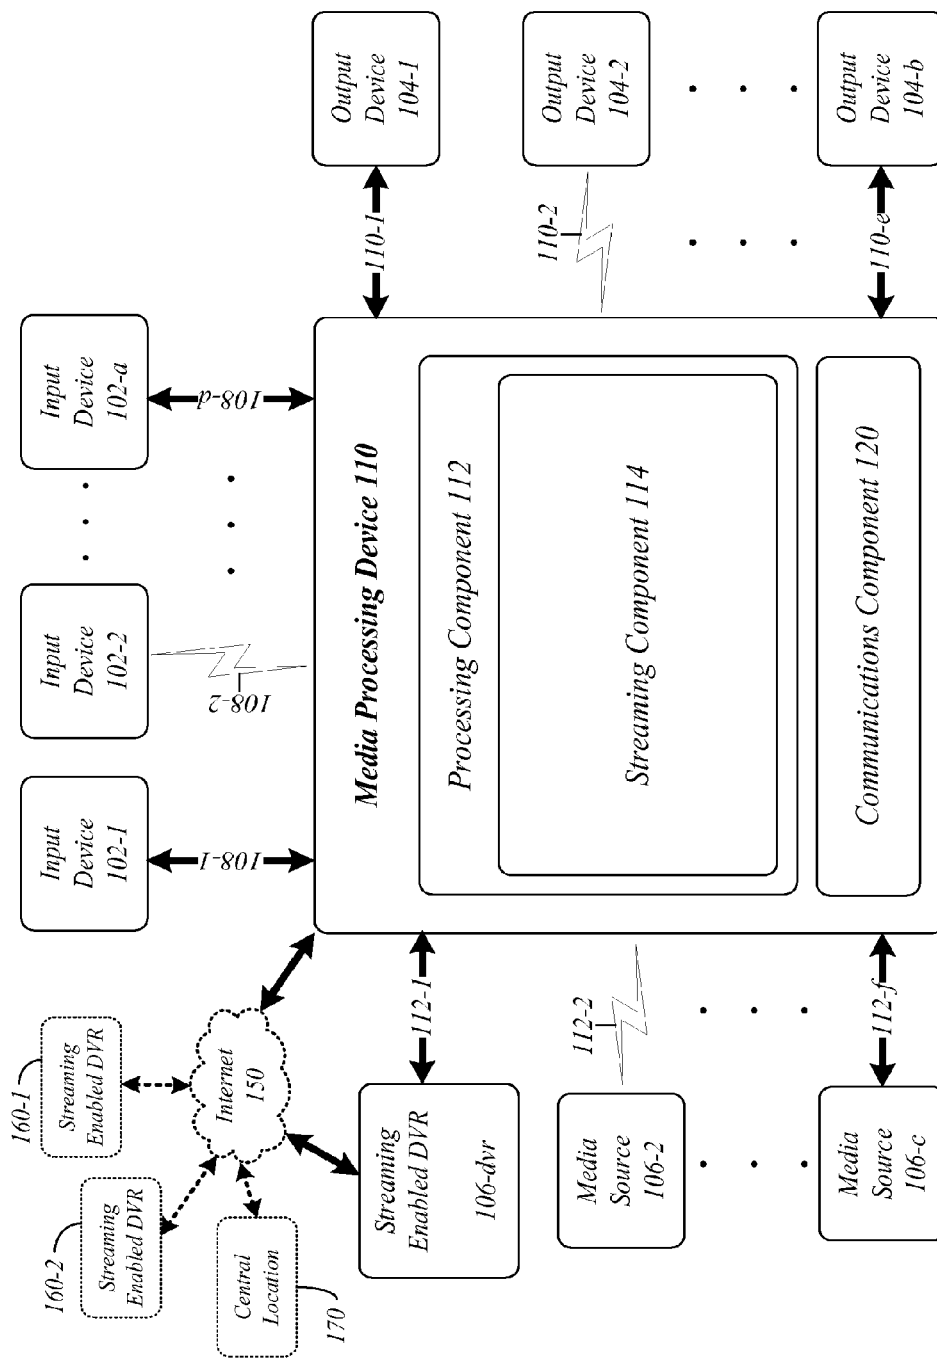 160-1
Streaming
Enabled DVR
160-2
Streaming
Enabled DVR
Central
Location
170
Internet
150
Streaming
Enabled DVR
106-dvr
Media
Source
106-2
Media
Source
106-c
112-1
112-2
112-f
Input
Device
102-1
Input
Device
102-2
Input
Device
102-a
108-1
108-2
108-d
Media Processing Device 110
Processing Component 112
Streaming Component 114
Communications Component 120
110-1
110-2
110-e
Output
Device
104-1
Output
Device
104-2
Output
Device
104-b